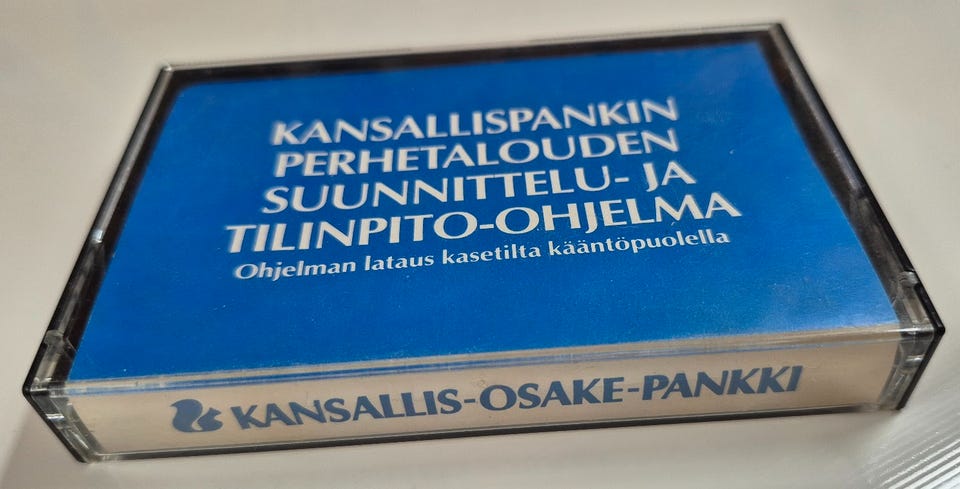 KANSALLISPANKIN
PERHETALOUDEN
SUUNNITTELU- JA
TILINPITO-OHJELMA
Ohjelman lataus kasetilta kääntöpuolella
KANSALLIS-OSAKE-PANKKI